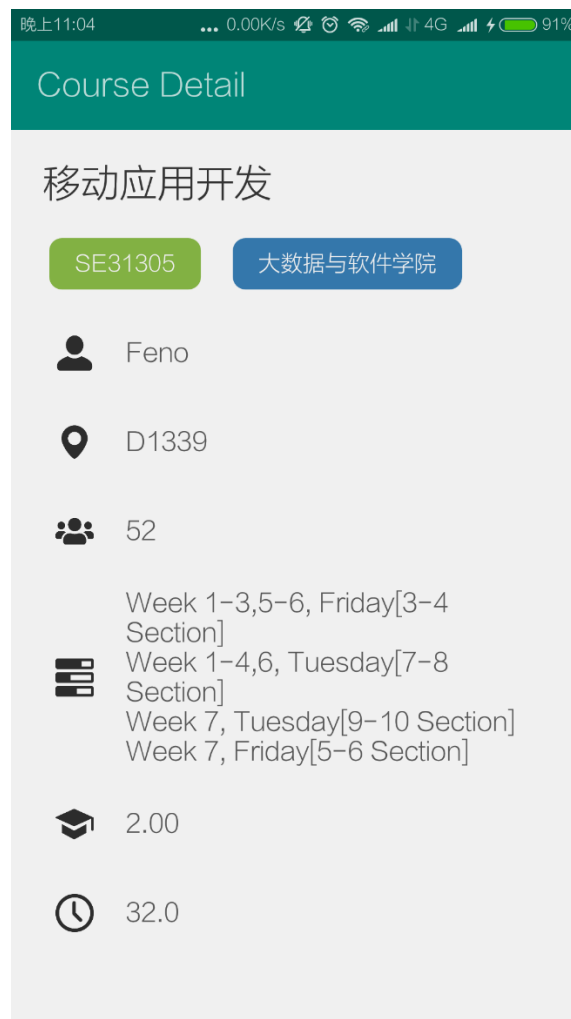 晚上11:04 ... 0.00K/s 4G 91%
Course Detail
移动应用开发
SE31305 大数据与软件学院
Feno
D1339
52
Week 1-3,5-6, Friday[3-4
Section]
Week 1-4,6, Tuesday[7-8
Section]
Week 7, Tuesday[9-10 Section]
Week 7, Friday[5-6 Section]
2.00
32.0